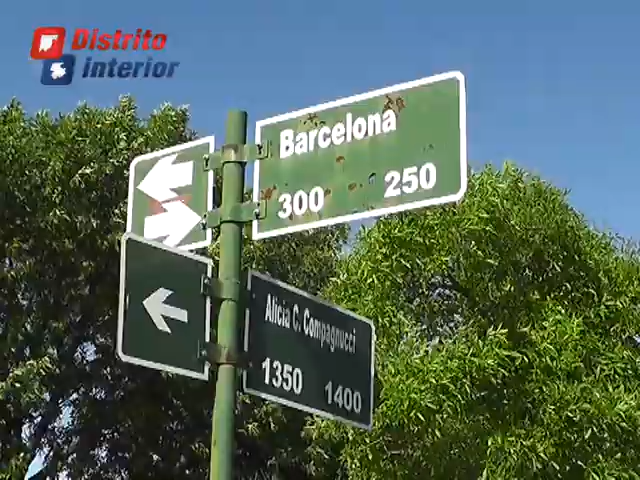 Distrito
interior
Barcelona
300 250
Alicia C. Compagnucci
1350 1400